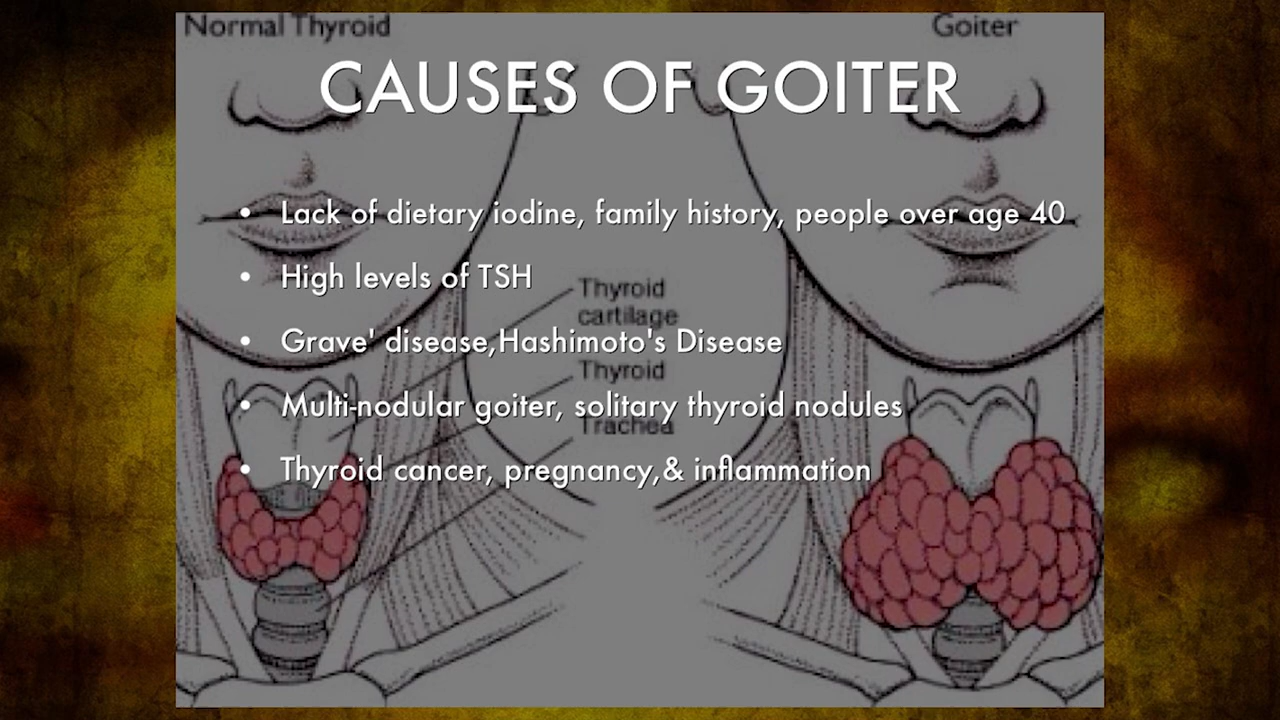 Normal Thyroid
Goiter
CAUSES OF GOITER
• Lack of dietary iodine, family history, people over age 40
• High levels of TSH
Thyroid
cartilage
• Grave' disease,Hashimoto's Disease
Thyroid
• Multi-nodular goiter, solitary thyroid nodules
Trachea
• Thyroid cancer, pregnancy,& inflammation